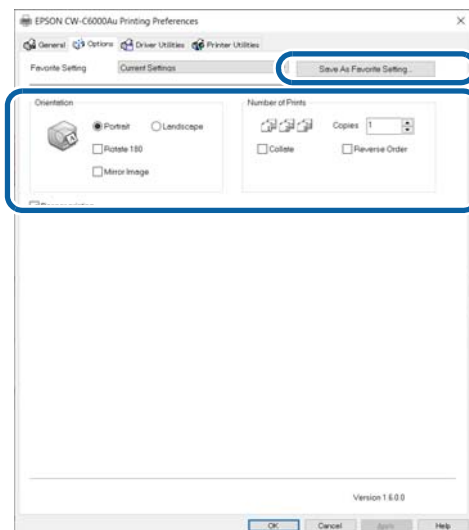 EPSON CW-C6000Au Printing Preferences
General Options Driver Utilities Printer Utilities
Favorite Setting Current Settings Save As Favorite Setting...
Orientation Number of Prints
Portrait Landscape Copies 1
Rotate 180 Collate Reverse Order
Mirror Image
Version 1.6.0.0
OK Cancel Apply Help